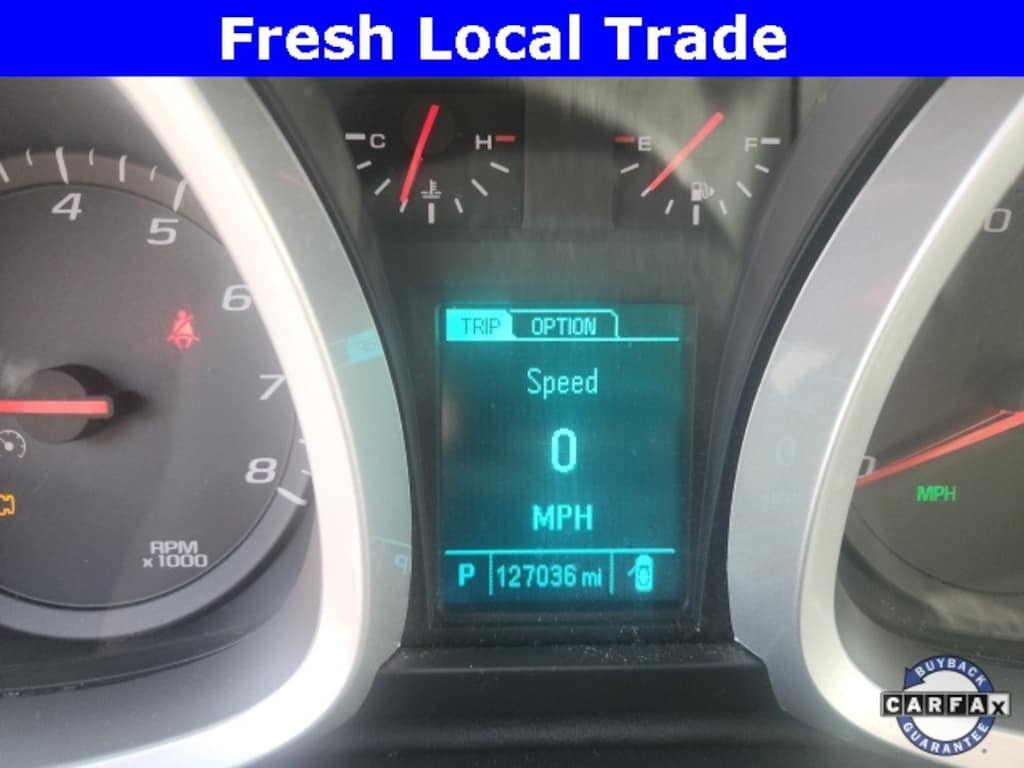 Fresh Local Trade
C H E F
4 5 6 7 8
RPM
x1000
TRIP OPTION
Speed
0
MPH
P 127036 mi
0
MPH
BUYBACK
CARFAX
GUARANTEE